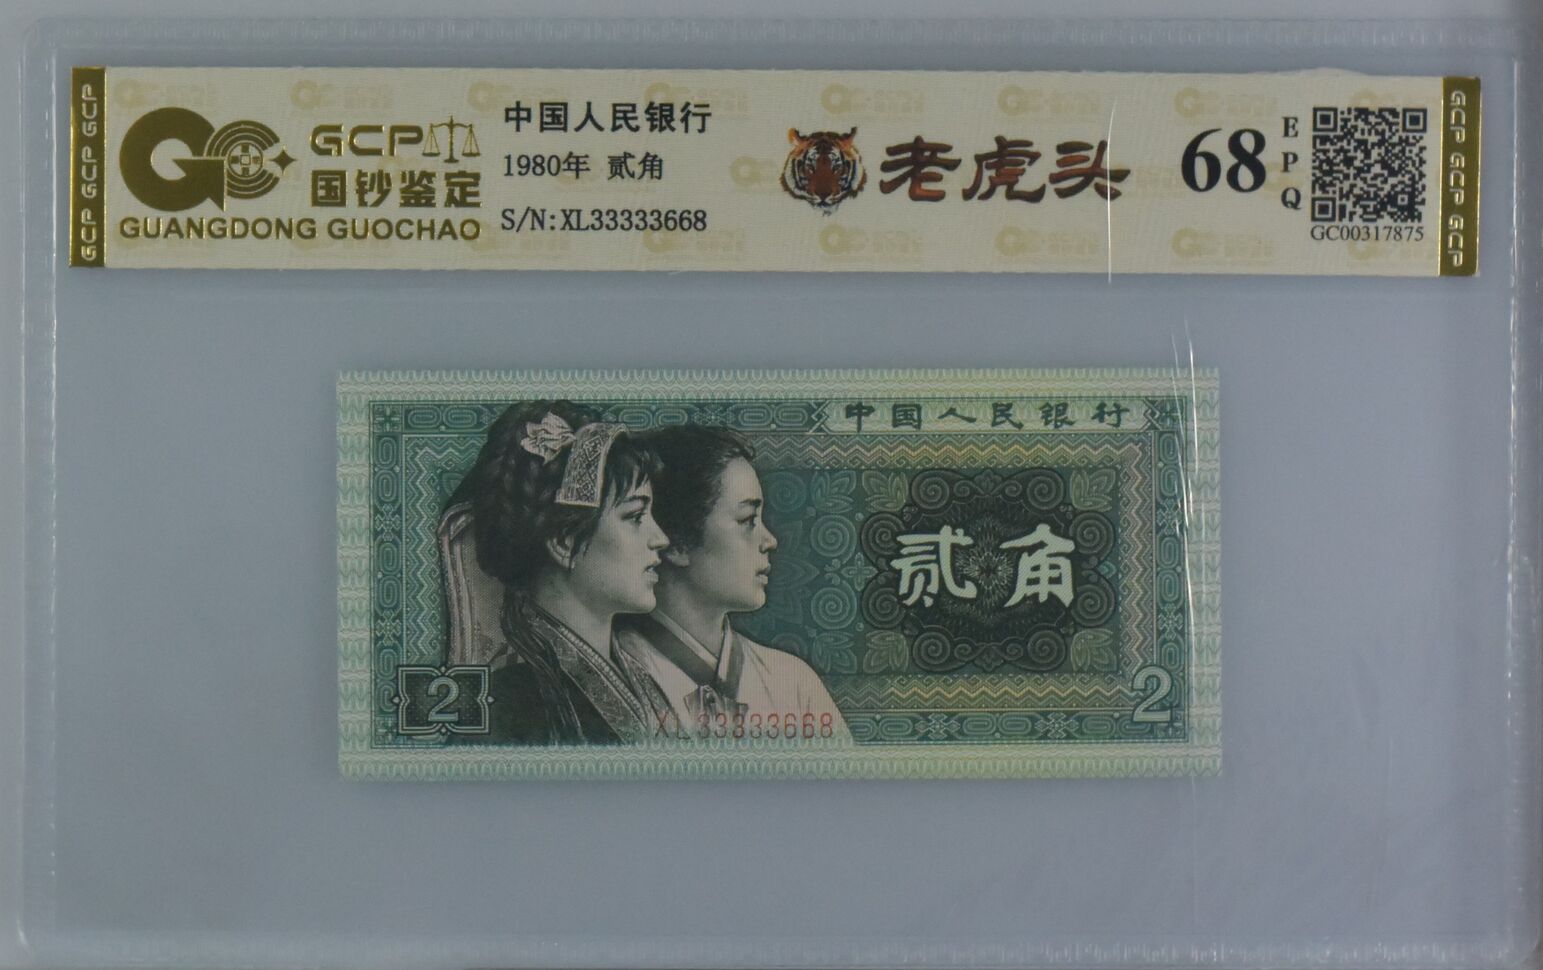 GCP GCP GCP
GCP
国钞鉴定
GUANGDONG GUOCHAO
中国人民银行
1980年 贰角
S/N:XL33333668
老虎头
68
EPQ
GC00317875
GCP GCP GCP
中国人民银行
贰角
2
2
XL33333668